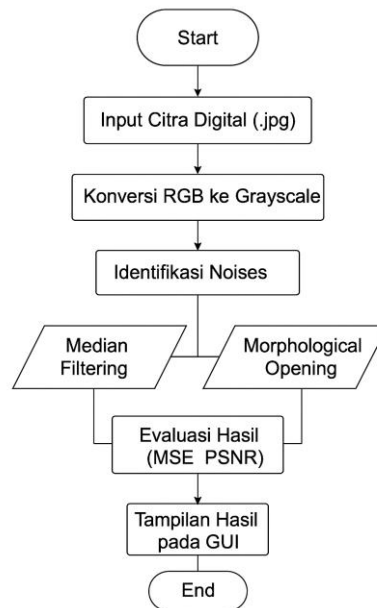 Start
Input Citra Digital (.jpg)
Konversi RGB ke Grayscale
Identifikasi Noises
Median
Filtering
Morphological
Opening
Evaluasi Hasil
(MSE PSNR)
Tampilan Hasil
pada GUI
End